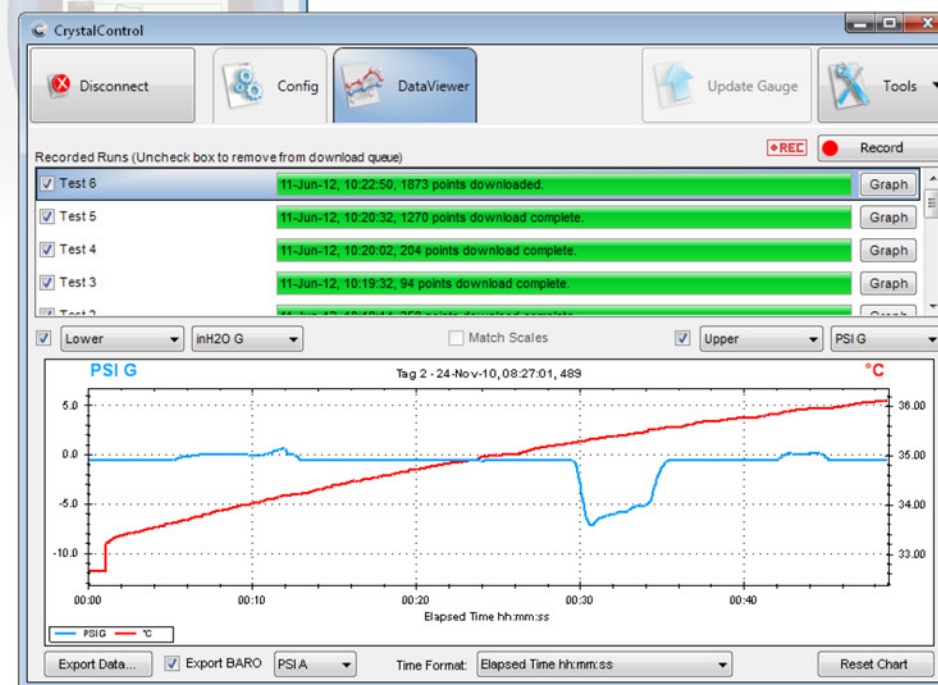 CrystalControl
Disconnect Config DataViewer Update Gauge Tools
Recorded Runs (Uncheck box to remove from download queue) REC Record
Test 6 11-Jun-12, 10:22:50, 1873 points downloaded. Graph
Test 5 11-Jun-12, 10:20:32, 1270 points download complete. Graph
Test 4 11-Jun-12, 10:20:02, 204 points download complete. Graph
Test 3 11-Jun-12, 10:19:32, 94 points download complete. Graph
Lower inH2O G Match Scales Upper PSI G
PSI G Tag 2 - 24-Nov-10, 08:27:01, 489 °C
5.0 36.00
0.0 35.00
-5.0 34.00
-10.0 33.00
00:00 00:10 00:20 00:30 00:40
Elapsed Time hh:mm:ss
PSI G °C
Export Data... Export BARO PSI A Time Format: Elapsed Time hh:mm:ss Reset Chart